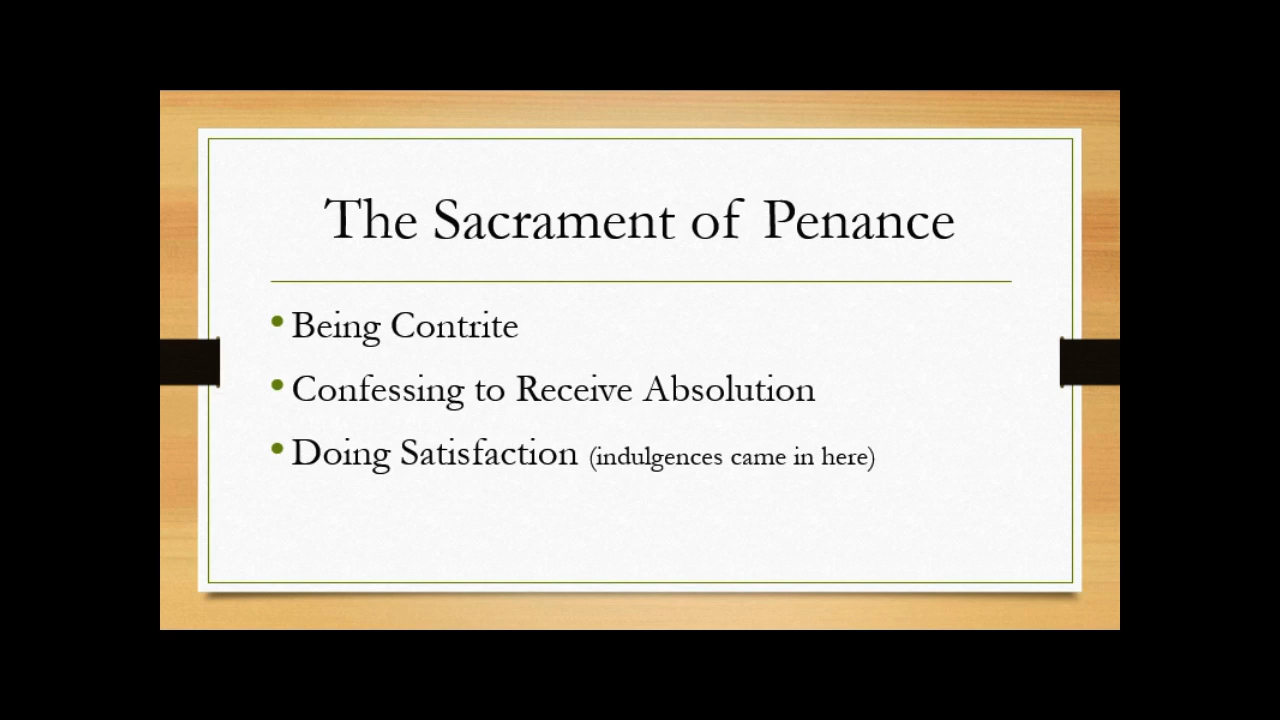 The Sacrament of Penance
• Being Contrite
• Confessing to Receive Absolution
• Doing Satisfaction (indulgences came in here)